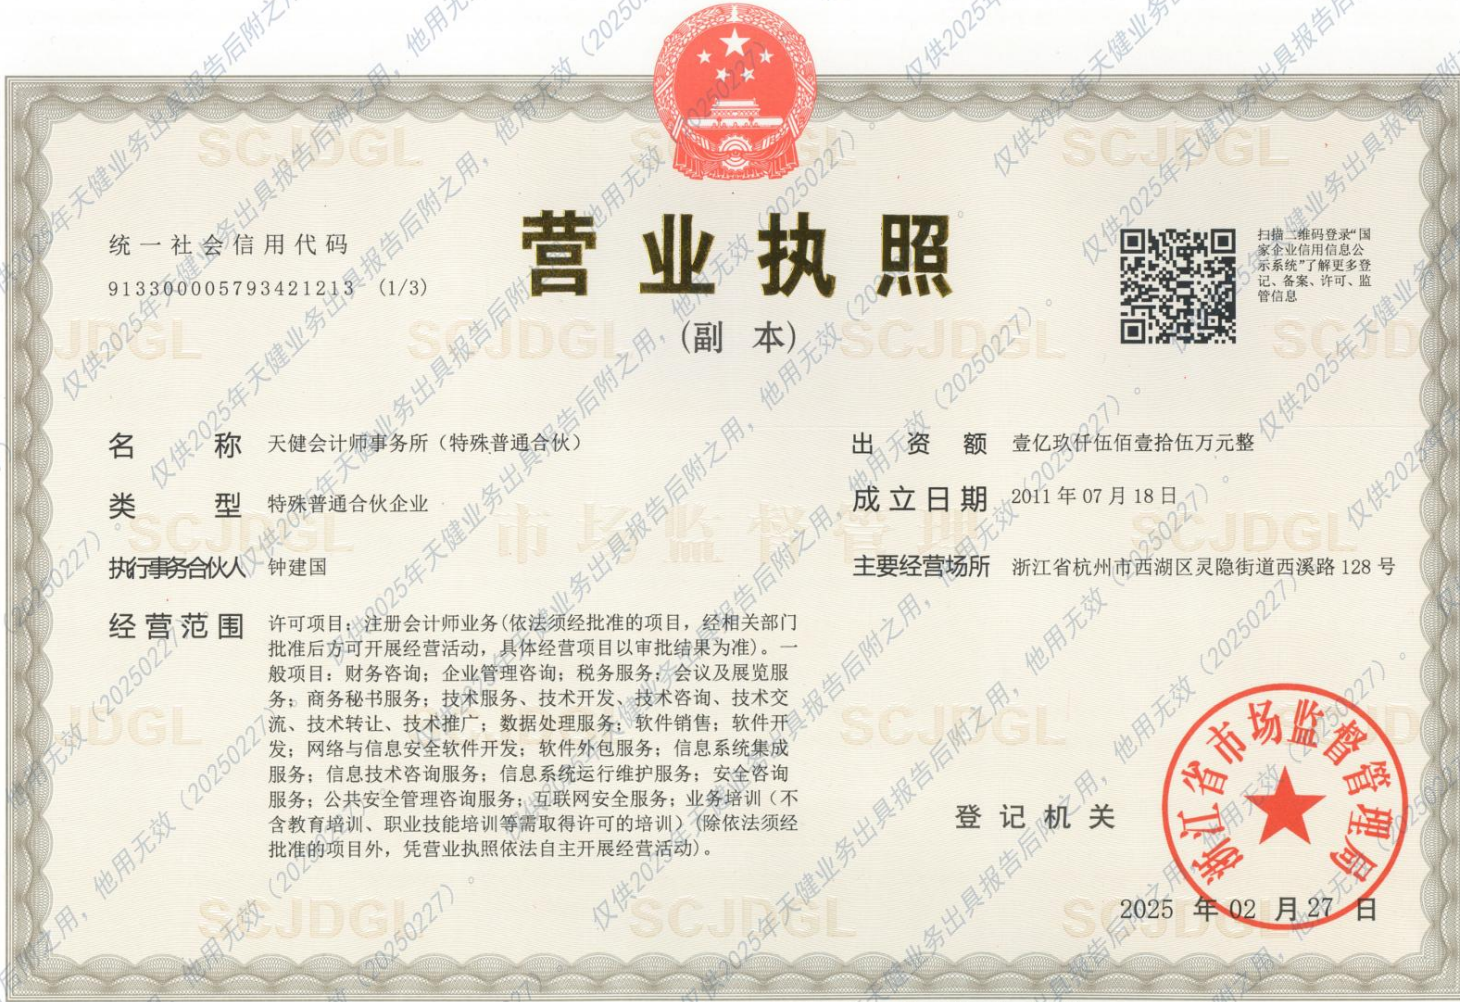 营业执照
(副 本)
统一社会信用代码
913300005793421213 (1/3)
扫描二维码登录“国
家企业信用信息公
示系统”了解更多登
记、备案、许可、监
管信息
名 称 天健会计师事务所（特殊普通合伙）
类 型 特殊普通合伙企业
执行事务合伙人 钟建国
经营范围 许可项目：注册会计师业务(依法须经批准的项目，经相关部门
批准后方可开展经营活动，具体经营项目以审批结果为准)。一
般项目：财务咨询；企业管理咨询；税务服务；会议及展览服
务；商务秘书服务；技术服务、技术开发、技术咨询、技术交
流、技术转让、技术推广；数据处理服务；软件销售；软件开
发；网络与信息安全软件开发；软件外包服务；信息系统集成
服务；信息技术咨询服务；信息系统运行维护服务；安全咨询
服务；公共安全管理咨询服务；互联网安全服务；业务培训（不
含教育培训、职业技能培训等需取得许可的培训）(除依法须经
批准的项目外，凭营业执照依法自主开展经营活动)。
出 资 额 壹亿玖仟伍佰壹拾伍万元整
成立日期 2011 年 07 月 18 日
主要经营场所 浙江省杭州市西湖区灵隐街道西溪路 128 号
登记机关
浙江省市场监督管理局
2025 年 02 月 27 日
仅供2025年天健业务出具报告后附之用，他用无效（20250227）。
SCJDGL
市场监督管理